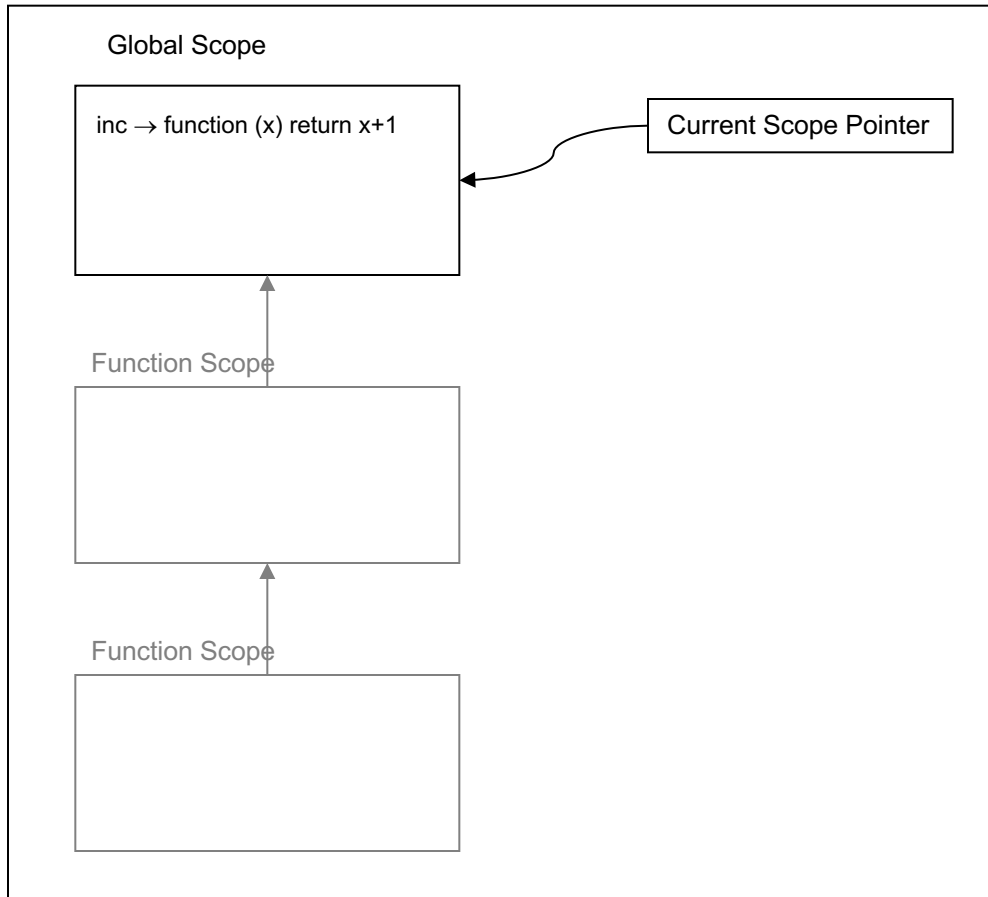 Global Scope
inc → function (x) return x+1
Current Scope Pointer
Function Scope
Function Scope